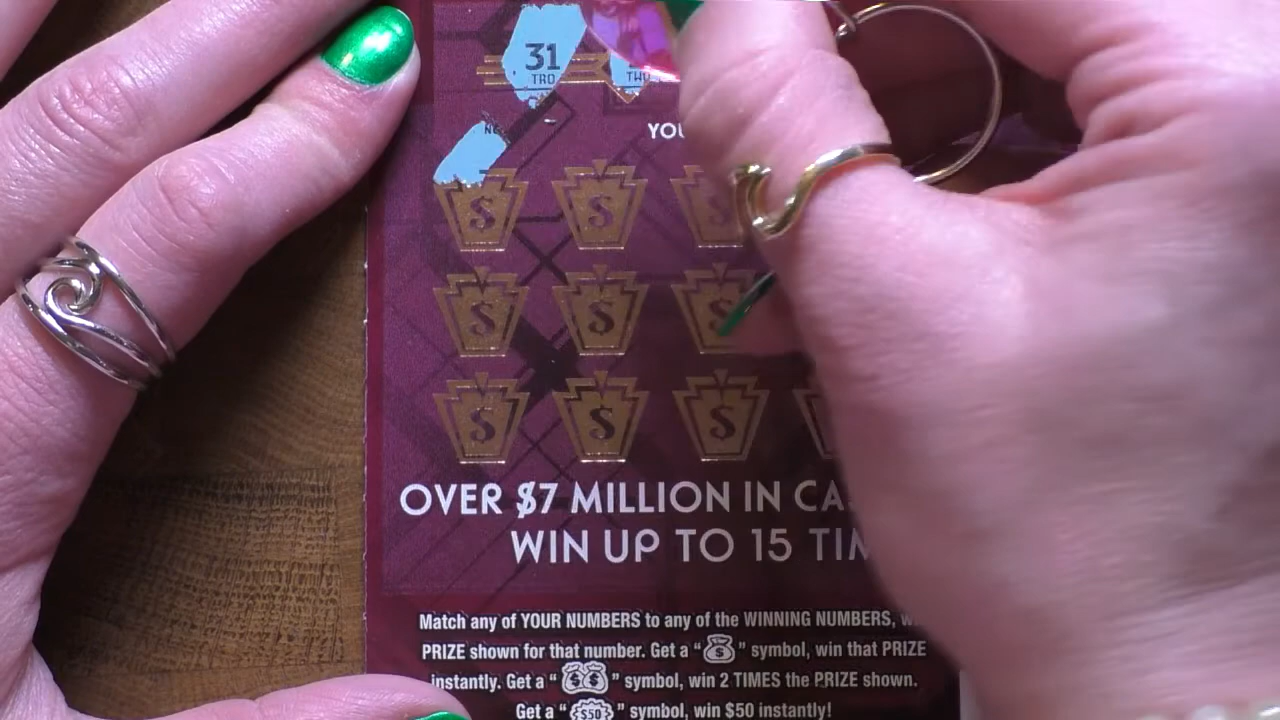 31
TRO
YOU
$ $ $
$ $ $
$ $ $
OVER $7 MILLION IN
WIN UP TO 15
Match any of YOUR NUMBERS to any of the WINNING NUMBERS,
PRIZE shown for that number. Get a “$” symbol, win that PRIZE
instantly. Get a “$$” symbol, win 2 TIMES the PRIZE shown.
Get a “$50” symbol, win $50 instantly!